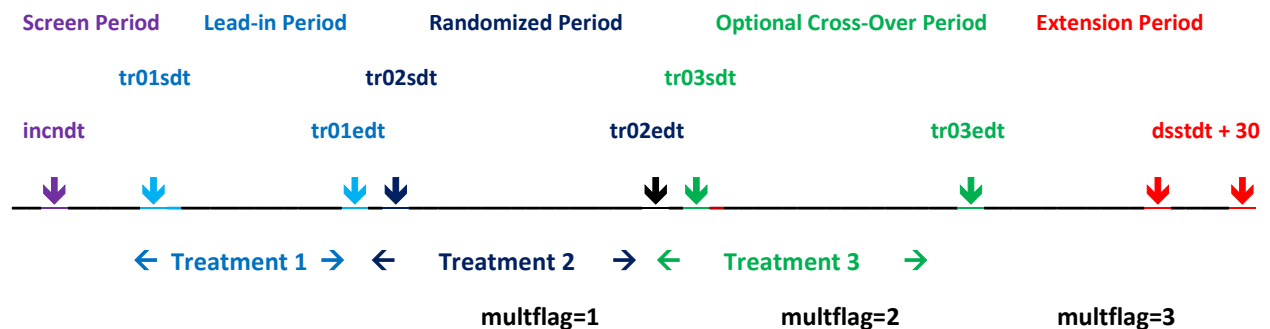 Screen Period Lead-in Period Randomized Period Optional Cross-Over Period Extension Period
tr01sdt tr02sdt tr03sdt
incndt tr01edt tr02edt tr03edt dsstdt + 30
Treatment 1 Treatment 2 Treatment 3
multflag=1 multflag=2 multflag=3